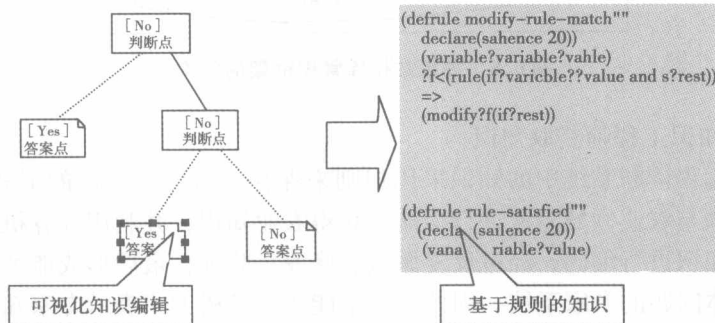 [No]
判断点
[Yes]
答案点
[No]
判断点
[Yes]
答案
[No]
答案点
可视化知识编辑
(defrule modify-rule-match""
declare(sahence 20))
(variable?variable?vahle)
?f<(rule(if?varicble??value and s?rest))
=>
(modify?f(if?rest))
(defrule rule-satisfied""
(decla (sailence 20))
(vana riable?value)
基于规则的知识